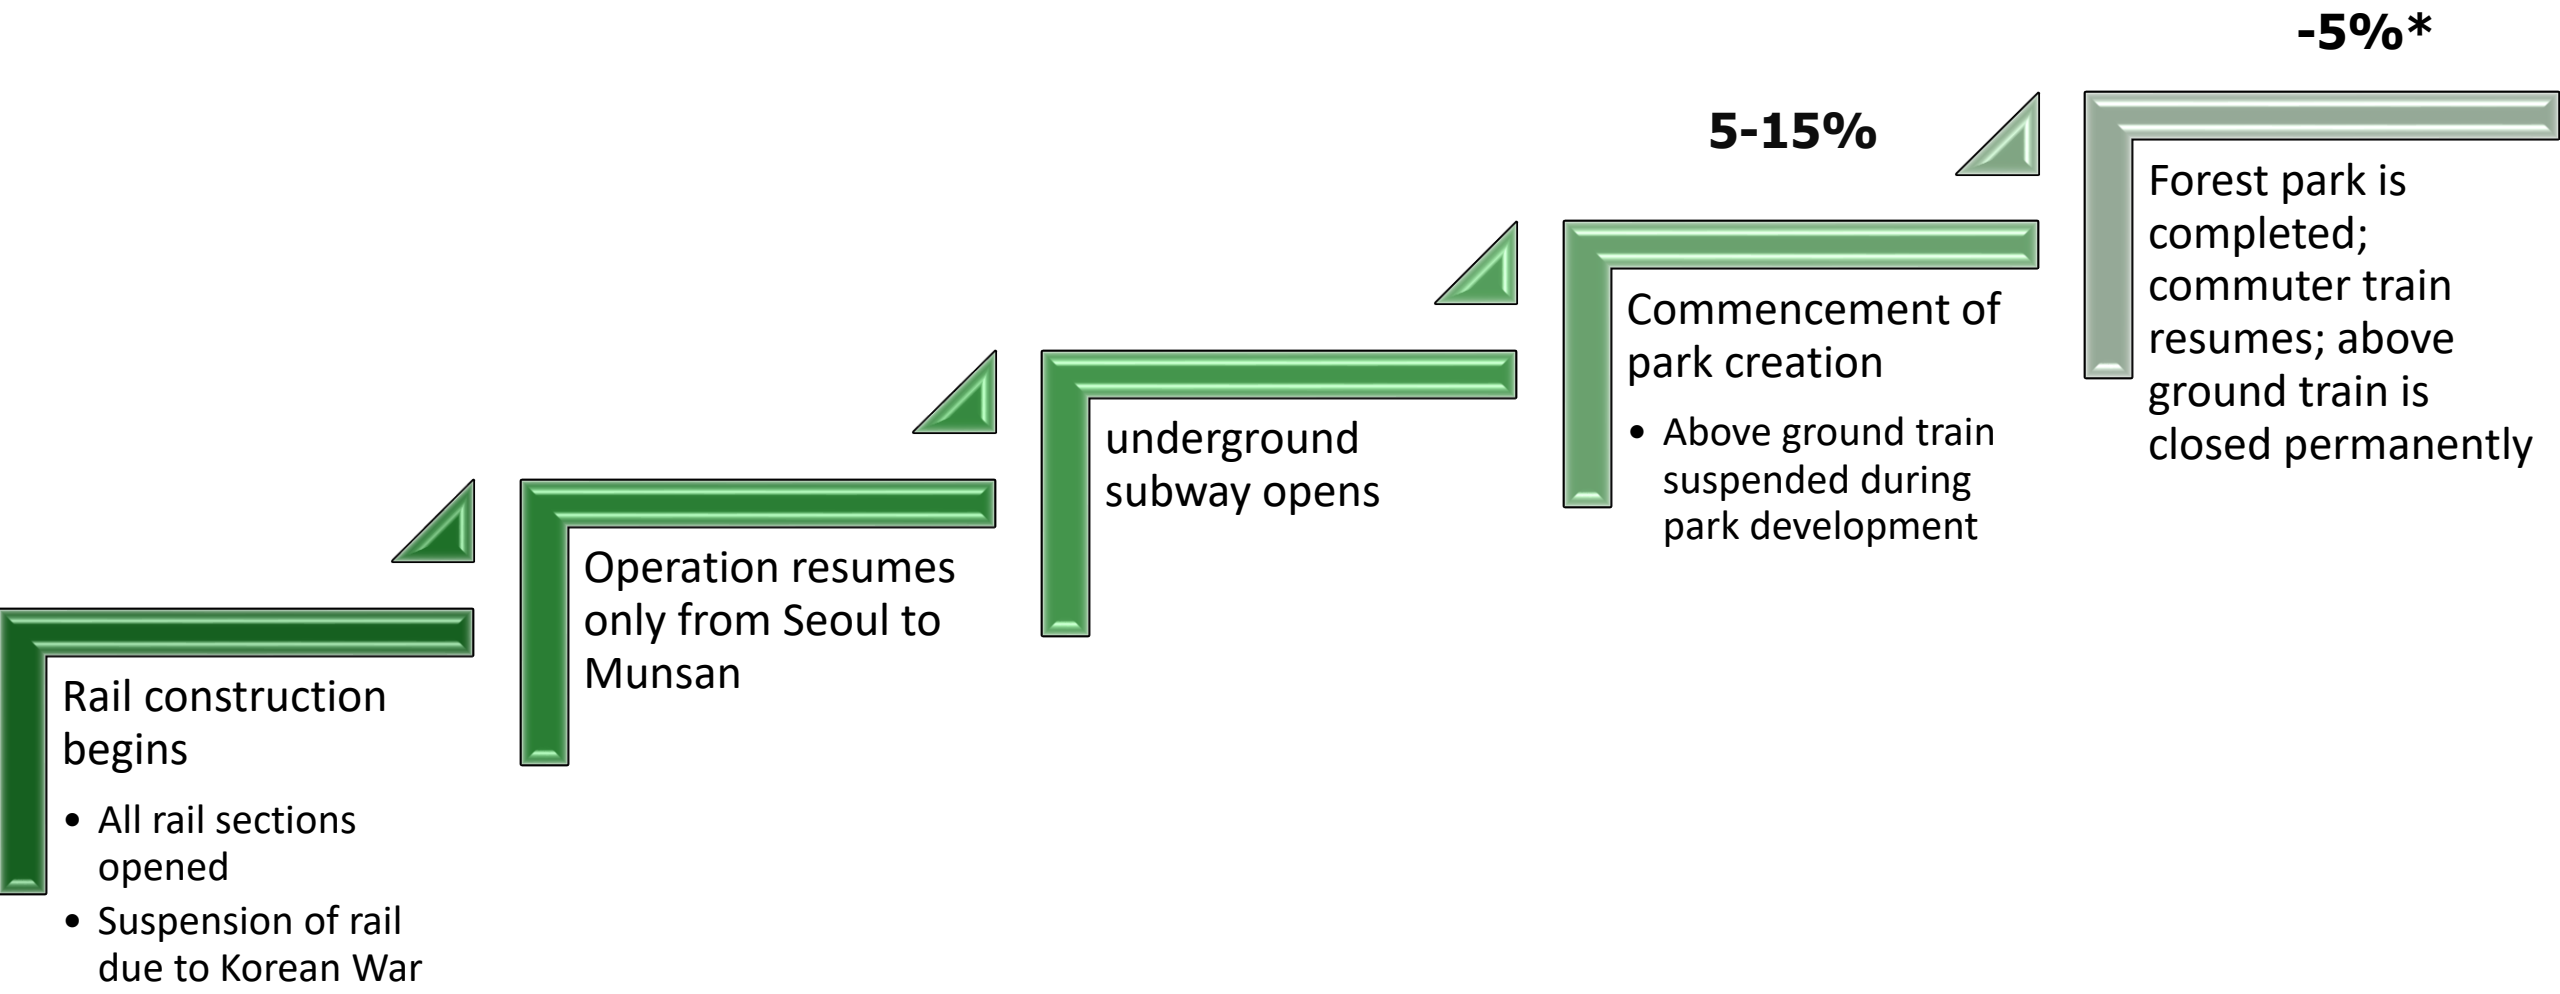 Rail construction
begins
• All rail sections
opened
• Suspension of rail
due to Korean War
Operation resumes
only from Seoul to
Munsan
underground
subway opens
5-15%
Commencement of
park creation
• Above ground train
suspended during
park development
-5%*
Forest park is
completed;
commuter train
resumes; above
ground train is
closed permanently